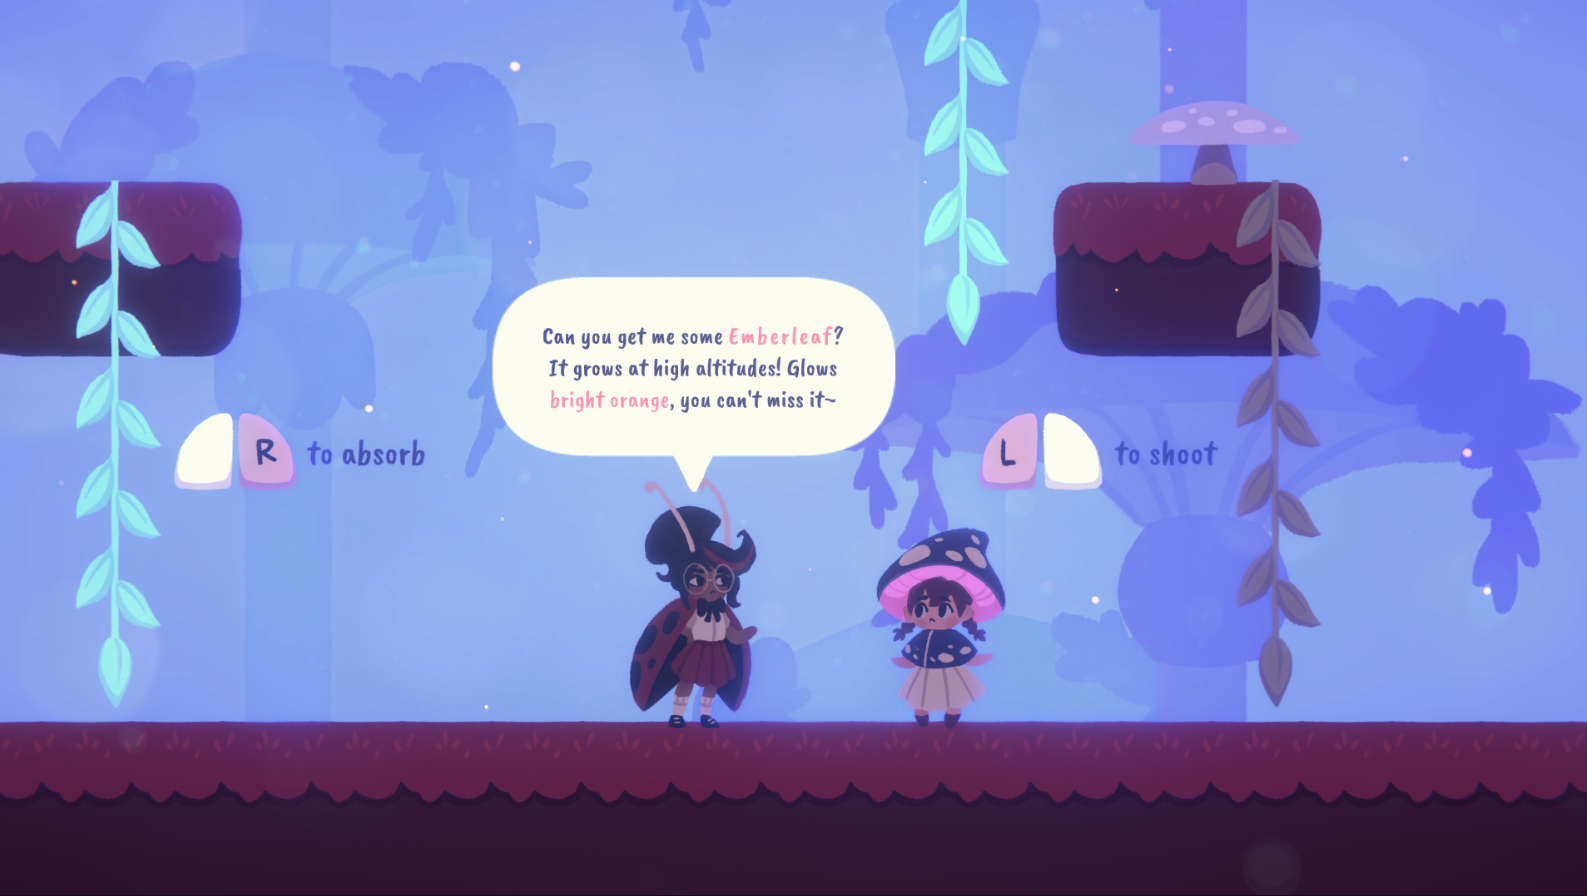 Can you get me some Emberleaf?
It grows at high altitudes! Glows
bright orange, you can't miss it~
R to absorb
L to shoot